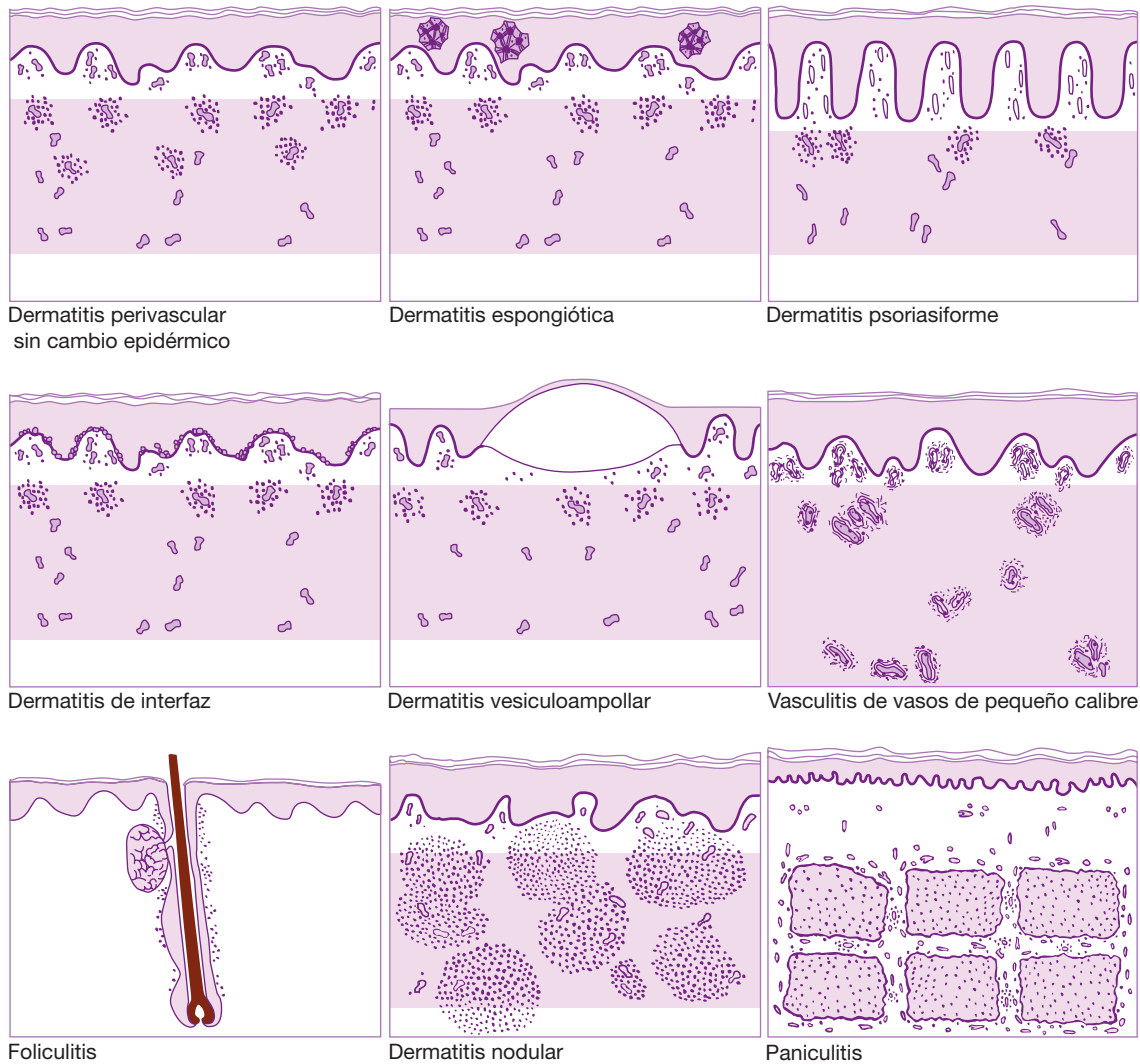 Dermatitis perivascular
sin cambio epidérmico
Dermatitis espongiótica
Dermatitis psoriasiforme
Dermatitis de interfaz
Dermatitis vesiculoampollar
Vasculitis de vasos de pequeño calibre
Foliculitis
Dermatitis nodular
Paniculitis